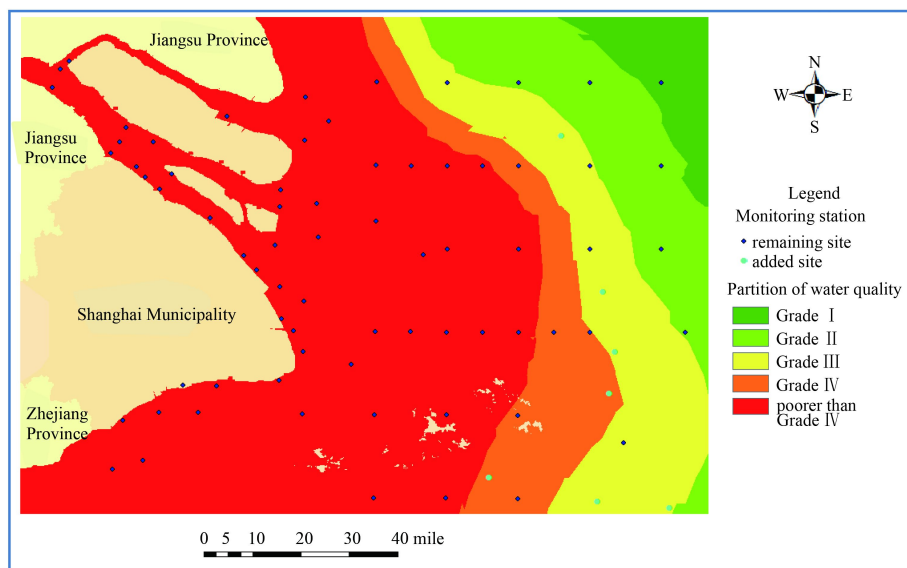 Jiangsu Province
N
W E
S
Jiangsu
Province
Legend
Monitoring station
remaining site
added site
Partition of water quality
Shanghai Municipality
Grade Ⅰ
Grade Ⅱ
Grade Ⅲ
Grade Ⅳ
poorer than
Grade Ⅳ
Zhejiang
Province
0 5 10 20 30 40 mile